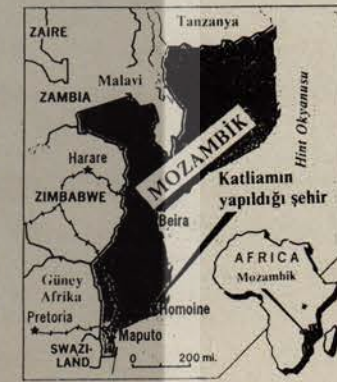 Tanzanya
ZAIRE
Malavi
ZAMBIA
Hint Okyanusu
MOZAMBİK
Harare
Katliamın
yapıldığı şehir
ZIMBABWE
Beira
AFRICA
Mozambik
Güney
Afrika
Homoine
Pretoria
Maputo
SWAZI-
LAND
0 200 mi.